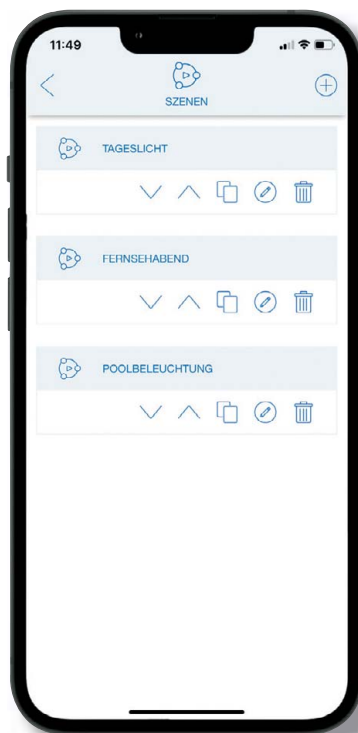 11:49
SZENEN
TAGESLICHT
FERNSEHABEND
POOLBELEUCHTUNG